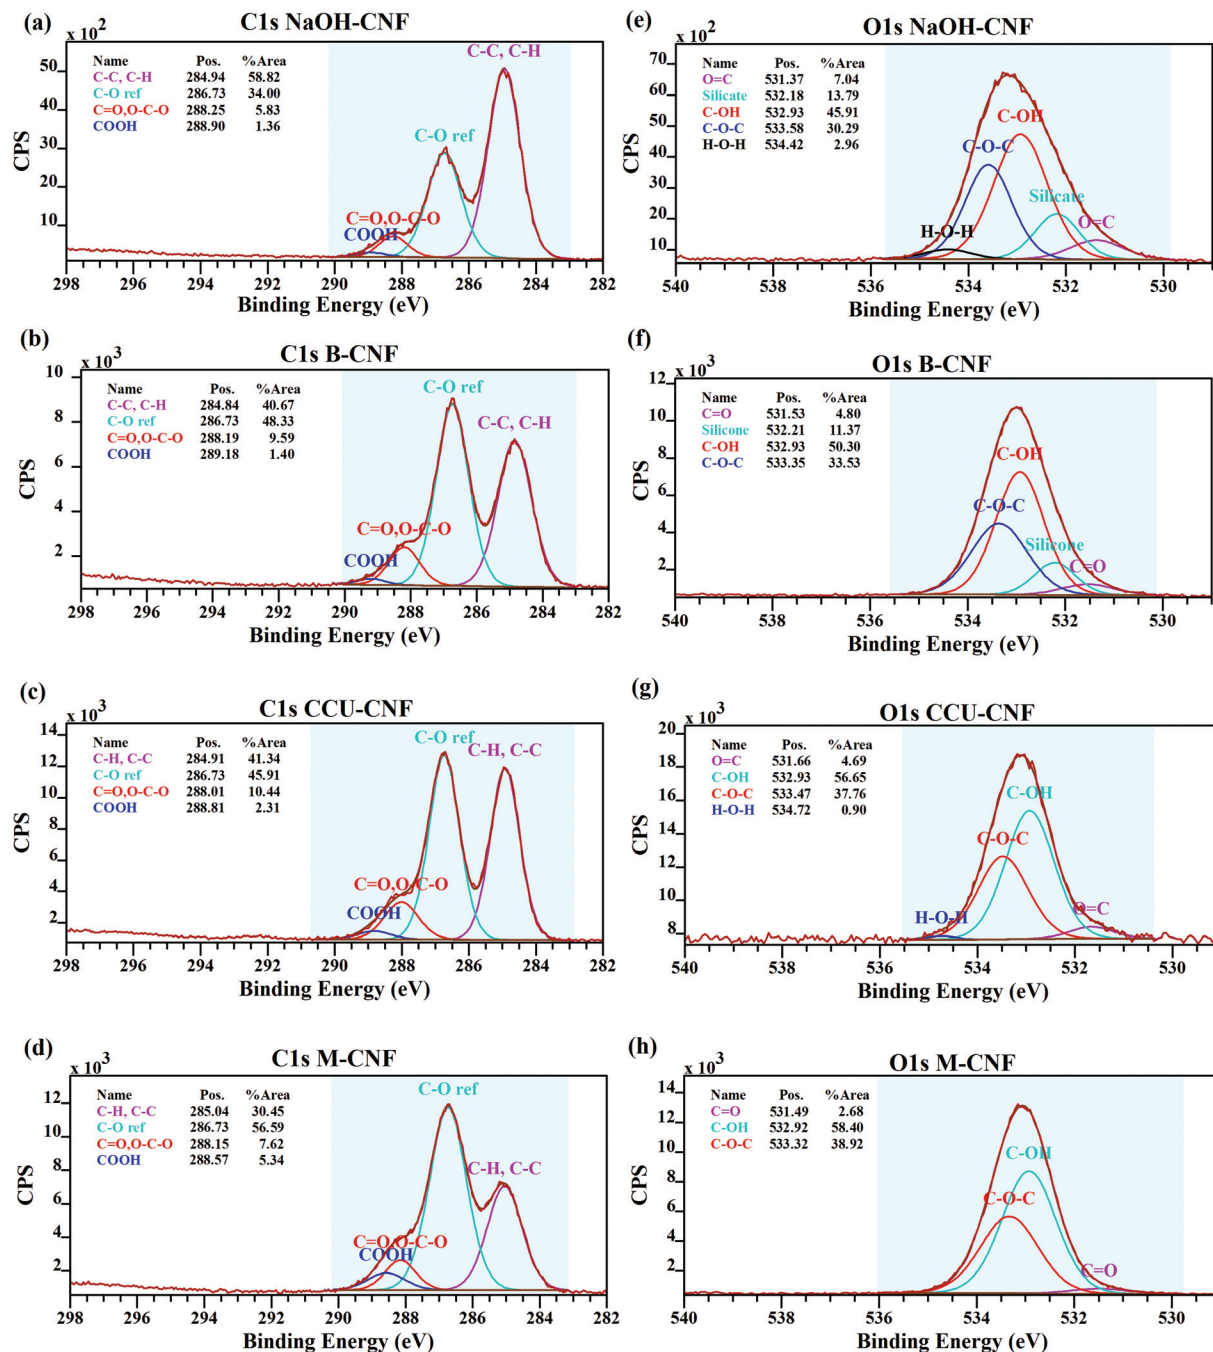 (a)
C1s NaOH-CNF
x 10²
Name Pos. %Area
C-C, C-H 284.94 58.82
C-O ref 286.73 34.00
C=O,O-C-O 288.25 5.83
COOH 288.90 1.36
C-C, C-H
C-O ref
C=O,O-C-O
COOH
CPS
50
40
30
20
10
298 296 294 292 290 288 286 284 282
Binding Energy (eV)
(e)
O1s NaOH-CNF
x 10²
Name Pos. %Area
O=C 531.37 7.04
Silicate 532.18 13.79
C-OH 532.93 45.91
C-O-C 533.58 30.29
H-O-H 534.42 2.96
C-OH
C-O-C
Silicate
O=C
H-O-H
CPS
70
60
50
40
30
20
10
540 538 536 534 532 530
Binding Energy (eV)
(b)
C1s B-CNF
x 10³
Name Pos. %Area
C-C, C-H 284.84 40.67
C-O ref 286.73 48.33
C=O,O-C-O 288.19 9.59
COOH 289.18 1.40
C-O ref
C-C, C-H
C=O,O-C-O
COOH
CPS
10
8
6
4
2
298 296 294 292 290 288 286 284 282
Binding Energy (eV)
(f)
O1s B-CNF
x 10³
Name Pos. %Area
C=O 531.53 4.80
Silicone 532.21 11.37
C-OH 532.93 50.30
C-O-C 533.35 33.53
C-OH
C-O-C
Silicone
C=O
CPS
12
10
8
6
4
2
540 538 536 534 532 530
Binding Energy (eV)
(c)
C1s CCU-CNF
x 10³
Name Pos. %Area
C-H, C-C 284.91 41.34
C-O ref 286.73 45.91
C=O,O-C-O 288.01 10.44
COOH 288.81 2.31
C-O ref
C-H, C-C
C=O,O-C-O
COOH
CPS
14
12
10
8
6
4
2
298 296 294 292 290 288 286 284 282
Binding Energy (eV)
(g)
O1s CCU-CNF
x 10³
Name Pos. %Area
O=C 531.66 4.69
C-OH 532.93 56.65
C-O-C 533.47 37.76
H-O-H 534.72 0.90
C-OH
C-O-C
O=C
H-O-H
CPS
20
18
16
14
12
10
8
540 538 536 534 532 530
Binding Energy (eV)
(d)
C1s M-CNF
x 10³
Name Pos. %Area
C-H, C-C 285.04 30.45
C-O ref 286.73 56.59
C=O,O-C-O 288.15 7.62
COOH 288.57 5.34
C-O ref
C-H, C-C
C=O,O-C-O
COOH
CPS
12
10
8
6
4
2
298 296 294 292 290 288 286 284 282
Binding Energy (eV)
(h)
O1s M-CNF
x 10³
Name Pos. %Area
C=O 531.49 2.68
C-OH 532.92 58.40
C-O-C 533.32 38.92
C-OH
C-O-C
C=O
CPS
14
12
10
8
6
4
2
540 538 536 534 532 530
Binding Energy (eV)